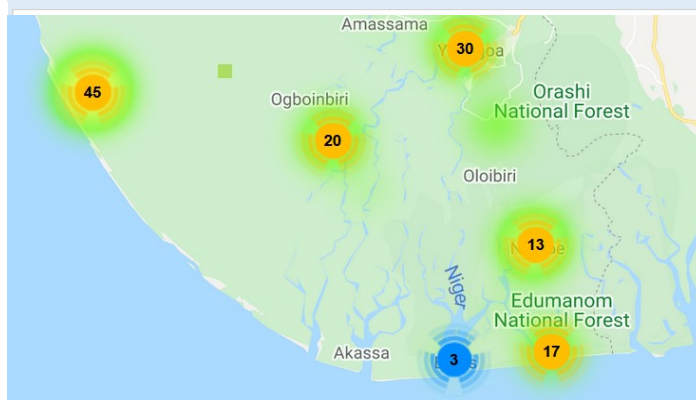 Amassama
30
45
Orashi
National Forest
Ogboinbiri
20
Oloibiri
13
Niger
Edumanom
National Forest
Akassa
3
17